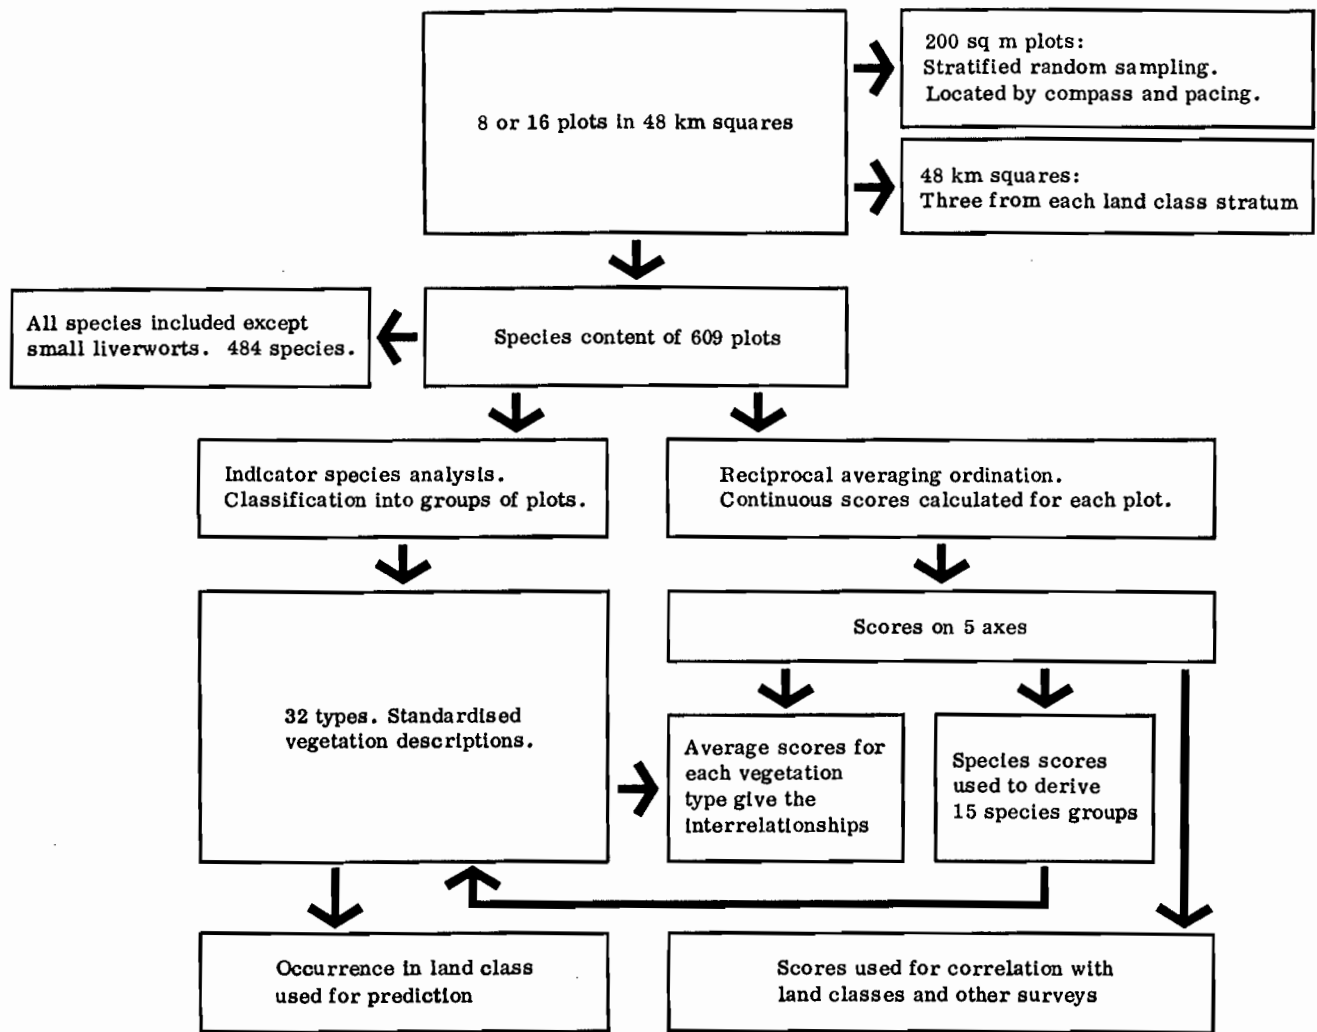 8 or 16 plots in 48 km squares
200 sq m plots:
Stratified random sampling.
Located by compass and pacing.
48 km squares:
Three from each land class stratum
All species included except
small liverworts. 484 species.
Species content of 609 plots
Indicator species analysis.
Classification into groups of plots.
Reciprocal averaging ordination.
Continuous scores calculated for each plot.
Scores on 5 axes
32 types. Standardised
vegetation descriptions.
Average scores for
each vegetation
type give the
interrelationships
Species scores
used to derive
15 species groups
Occurrence in land class
used for prediction
Scores used for correlation with
land classes and other surveys